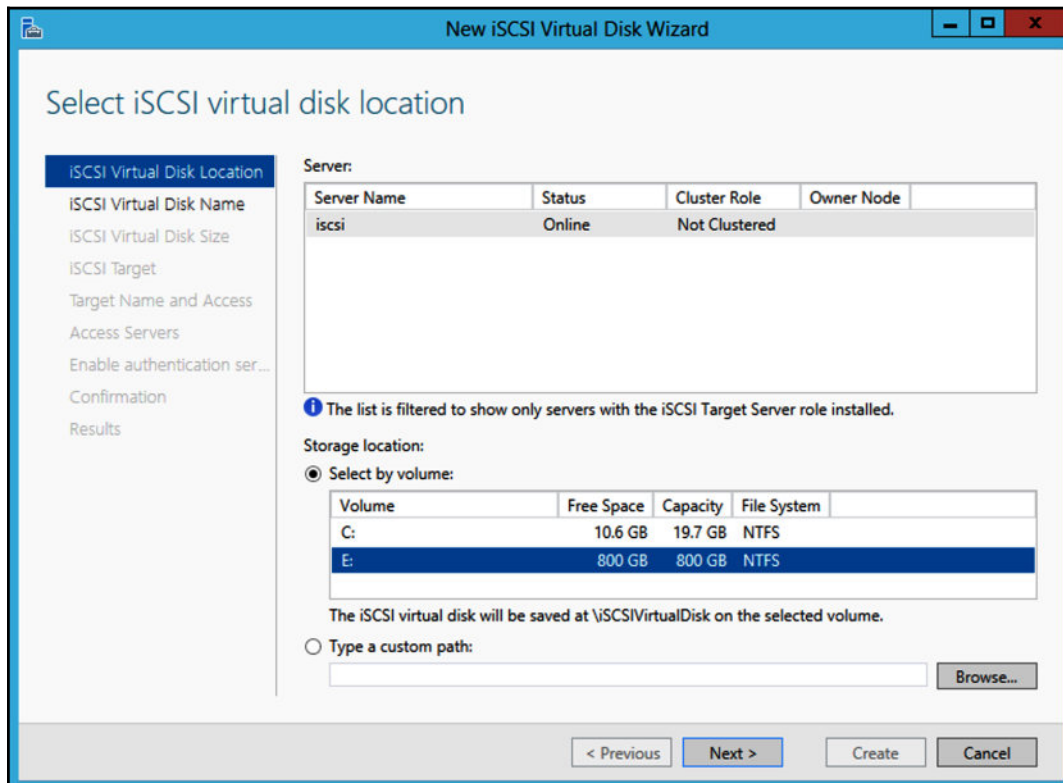 New iSCSI Virtual Disk Wizard
Select iSCSI virtual disk location
iSCSI Virtual Disk Location
iSCSI Virtual Disk Name
iSCSI Virtual Disk Size
iSCSI Target
Target Name and Access
Access Servers
Enable authentication ser...
Confirmation
Results
Server:
Server Name Status Cluster Role Owner Node
iscsi Online Not Clustered
The list is filtered to show only servers with the iSCSI Target Server role installed.
Storage location:
Select by volume:
Volume Free Space Capacity File System
C: 10.6 GB 19.7 GB NTFS
E: 800 GB 800 GB NTFS
The iSCSI virtual disk will be saved at \iSCSIVirtualDisk on the selected volume.
Type a custom path:
Browse...
< Previous Next > Create Cancel